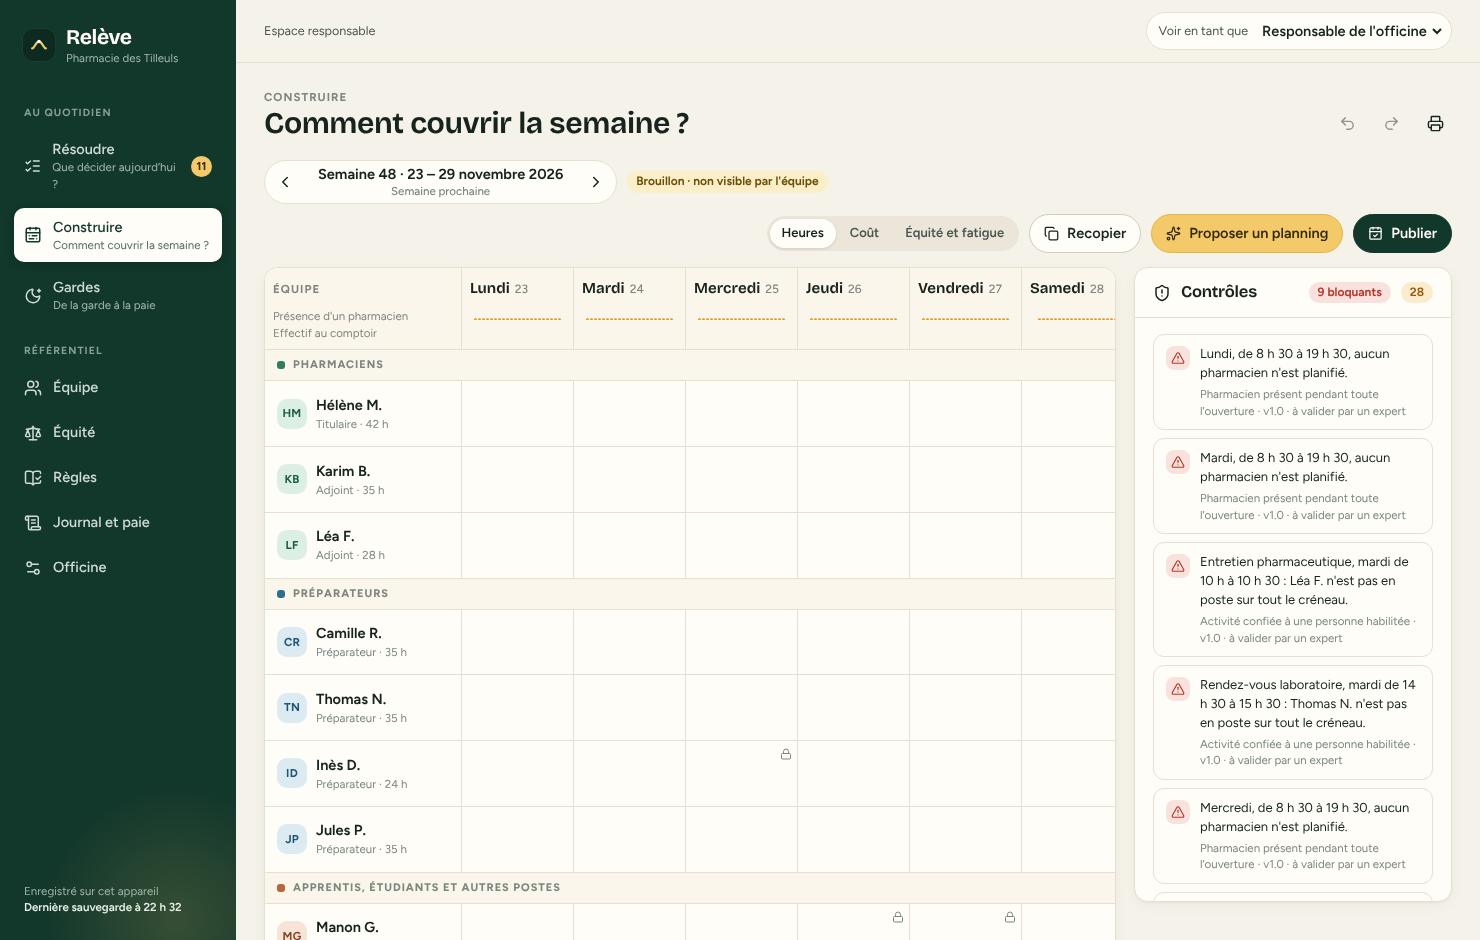 Relève
Pharmacie des Tilleuls
AU QUOTIDIEN
Résoudre
Que décider aujourd'hui
?
11
Construire
Comment couvrir la semaine ?
Gardes
De la garde à la paie
RÉFÉRENTIEL
Équipe
Équité
Règles
Journal et paie
Officine
Enregistré sur cet appareil
Dernière sauvegarde à 22 h 32
Espace responsable
Voir en tant que Responsable de l'officine
CONSTRUIRE
Comment couvrir la semaine ?
Semaine 48 · 23 – 29 novembre 2026
Semaine prochaine
Brouillon · non visible par l'équipe
Heures Coût Équité et fatigue Recopier Proposer un planning Publier
ÉQUIPE Lundi 23 Mardi 24 Mercredi 25 Jeudi 26 Vendredi 27 Samedi 28
Présence d'un pharmacien
Effectif au comptoir
PHARMACIENS
HM Hélène M.
Titulaire · 42 h
KB Karim B.
Adjoint · 35 h
LF Léa F.
Adjoint · 28 h
PRÉPARATEURS
CR Camille R.
Préparateur · 35 h
TN Thomas N.
Préparateur · 35 h
ID Inès D.
Préparateur · 24 h
JP Jules P.
Préparateur · 35 h
APPRENTIS, ÉTUDIANTS ET AUTRES POSTES
MG Manon G.
Contrôles 9 bloquants 28
Lundi, de 8 h 30 à 19 h 30, aucun
pharmacien n'est planifié.
Pharmacien présent pendant toute
l'ouverture · v1.0 · à valider par un expert
Mardi, de 8 h 30 à 19 h 30, aucun
pharmacien n'est planifié.
Pharmacien présent pendant toute
l'ouverture · v1.0 · à valider par un expert
Entretien pharmaceutique, mardi de
10 h à 10 h 30 : Léa F. n'est pas en
poste sur tout le créneau.
Activité confiée à une personne habilitée ·
v1.0 · à valider par un expert
Rendez-vous laboratoire, mardi de 14
h 30 à 15 h 30 : Thomas N. n'est pas
en poste sur tout le créneau.
Activité confiée à une personne habilitée ·
v1.0 · à valider par un expert
Mercredi, de 8 h 30 à 19 h 30, aucun
pharmacien n'est planifié.
Pharmacien présent pendant toute
l'ouverture · v1.0 · à valider par un expert